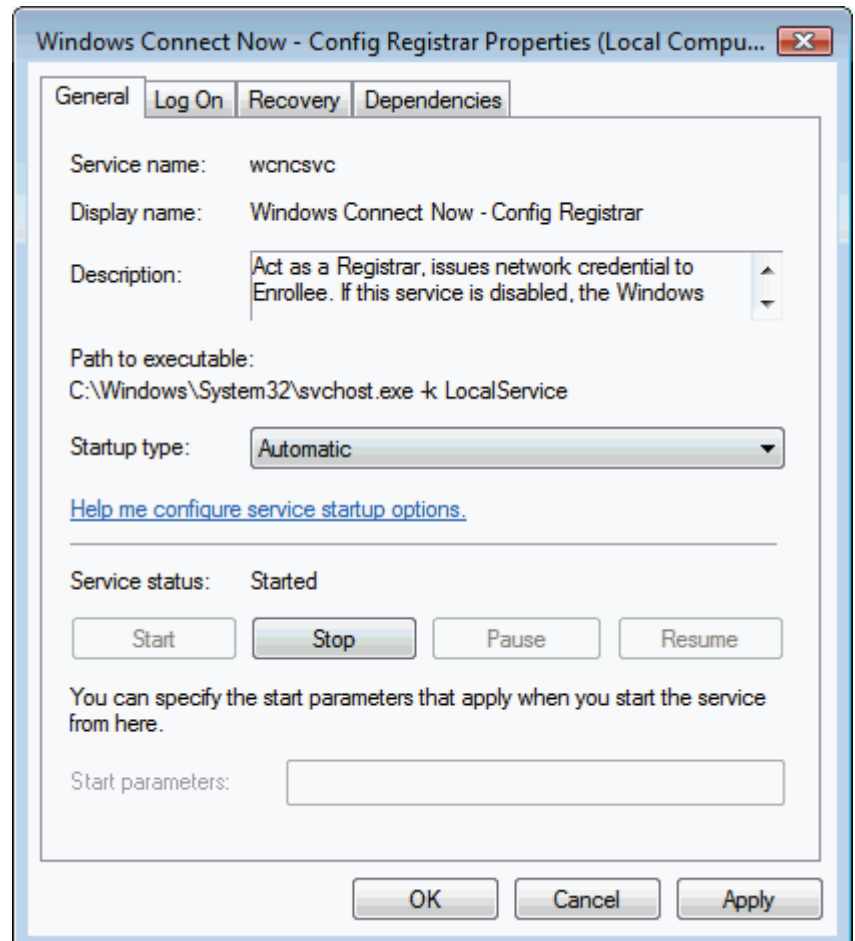 Windows Connect Now - Config Registrar Properties (Local Compu...
General Log On Recovery Dependencies
Service name: wcncsvc
Display name: Windows Connect Now - Config Registrar
Description: Act as a Registrar, issues network credential to
Enrollee. If this service is disabled, the Windows
Path to executable:
C:\Windows\System32\svchost.exe -k LocalService
Startup type: Automatic
Help me configure service startup options.
Service status: Started
Start Stop Pause Resume
You can specify the start parameters that apply when you start the service
from here.
Start parameters:
OK Cancel Apply